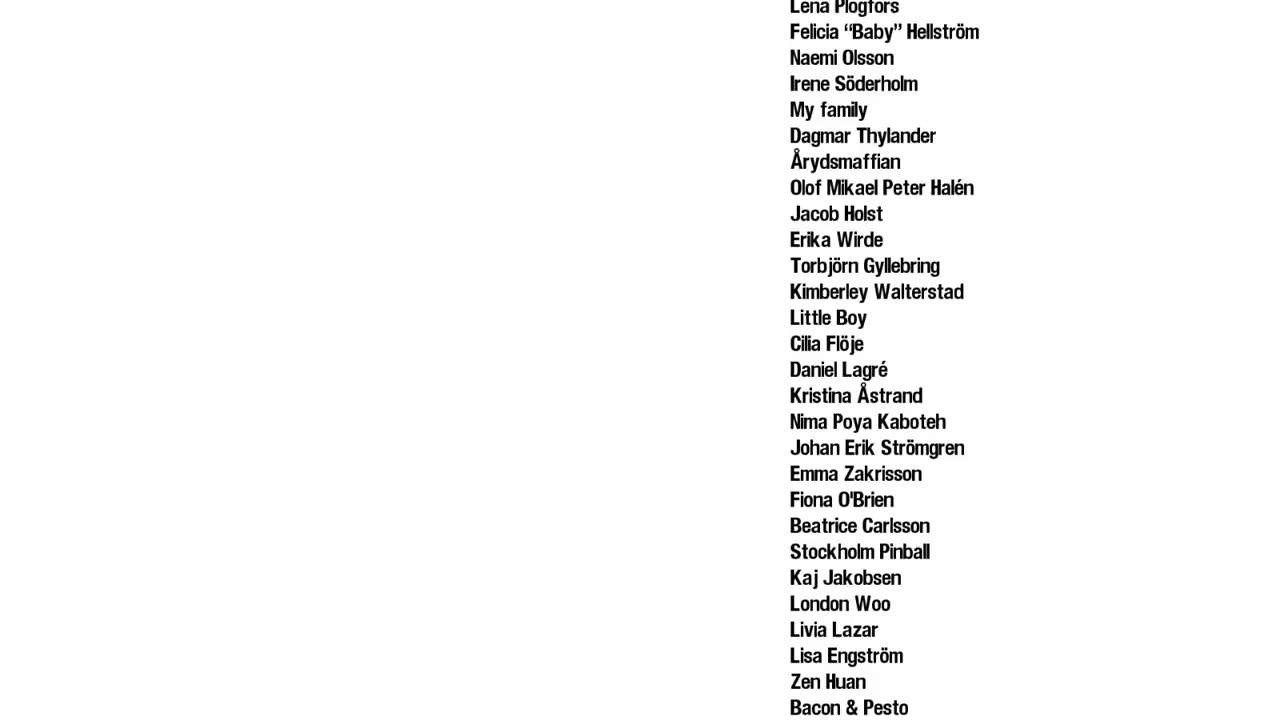 Lena Plogfors
Felicia “Baby” Hellström
Naemi Olsson
Irene Söderholm
My family
Dagmar Thylander
Årydsmaffian
Olof Mikael Peter Halén
Jacob Holst
Erika Wirde
Torbjörn Gyllebring
Kimberley Walterstad
Little Boy
Cilia Flöje
Daniel Lagré
Kristina Åstrand
Nima Poya Kaboteh
Johan Erik Strömgren
Emma Zakrisson
Fiona O'Brien
Beatrice Carlsson
Stockholm Pinball
Kaj Jakobsen
London Woo
Livia Lazar
Lisa Engström
Zen Huan
Bacon & Pesto